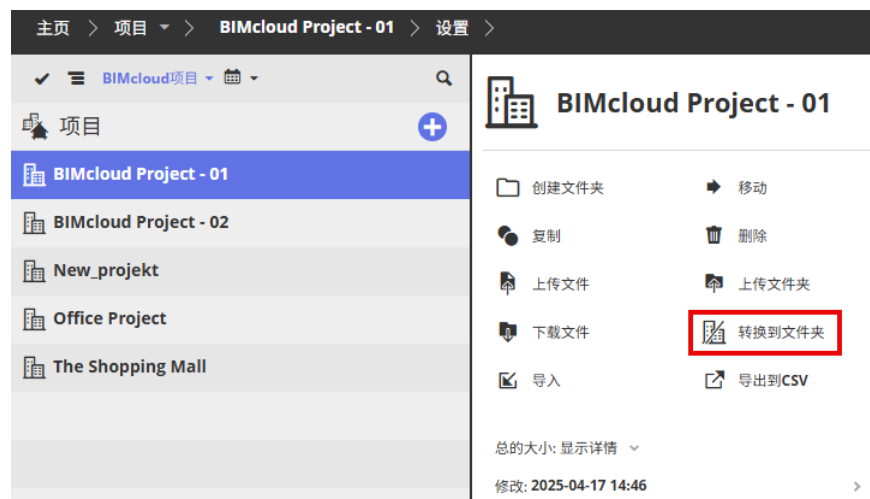 主页 项目 BIMcloud Project - 01 设置
BIMcloud项目
项目
BIMcloud Project - 01
BIMcloud Project - 02
New_projekt
Office Project
The Shopping Mall
BIMcloud Project - 01
创建文件夹 移动
复制 删除
上传文件 上传文件夹
下载文件 转换到文件夹
导入 导出到CSV
总的大小: 显示详情
修改: 2025-04-17 14:46